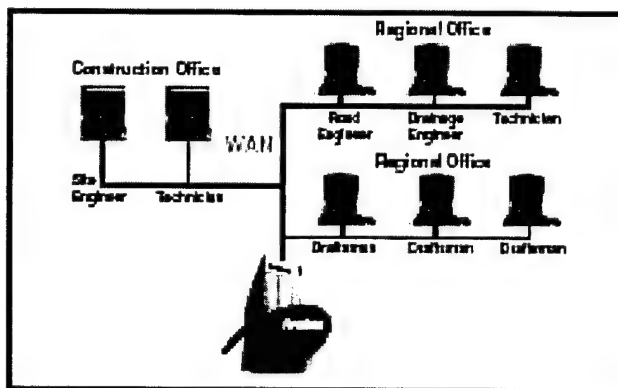 Regional Office
Construction Office
Road Engineer
Drainage Engineer
Technician
WAN
Regional Office
Site Engineer
Technician
Draftsman
Draftsman
Draftsman